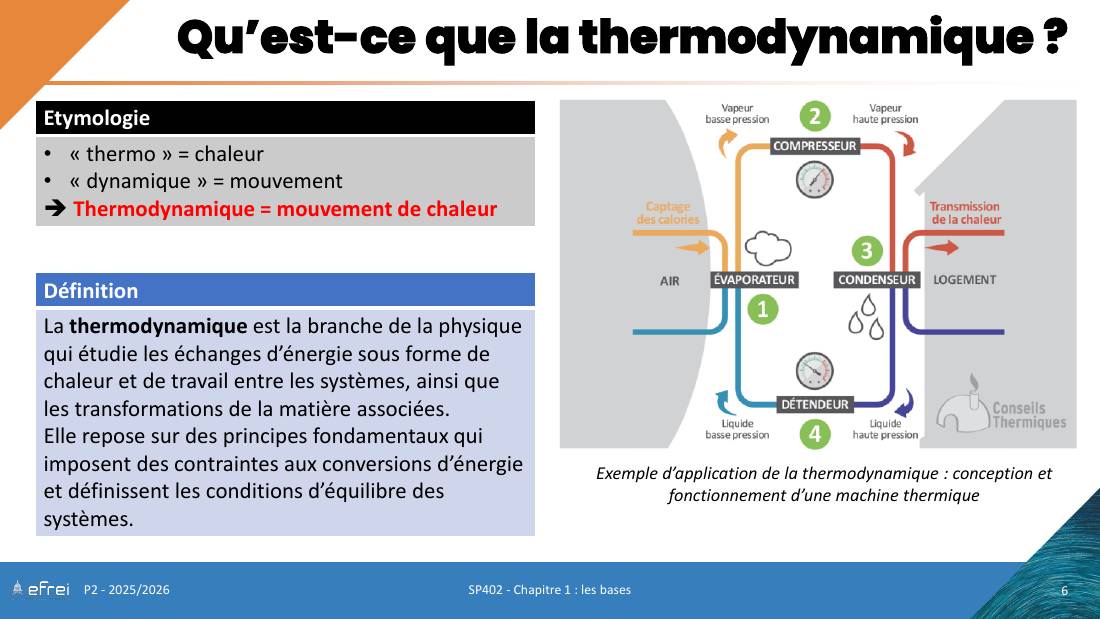 Qu’est-ce que la thermodynamique ?
Etymologie
• « thermo » = chaleur
• « dynamique » = mouvement
➔ Thermodynamique = mouvement de chaleur
Définition
La thermodynamique est la branche de la physique
qui étudie les échanges d’énergie sous forme de
chaleur et de travail entre les systèmes, ainsi que
les transformations de la matière associées.
Elle repose sur des principes fondamentaux qui
imposent des contraintes aux conversions d’énergie
et définissent les conditions d’équilibre des
systèmes.
Vapeur
basse pression
2
Vapeur
haute pression
COMPRESSEUR
Captage
des calories
Transmission
de la chaleur
3
AIR
ÉVAPORATEUR
CONDENSEUR
LOGEMENT
1
DÉTENDEUR
Liquide
basse pression
4
Liquide
haute pression
Conseils
Thermiques
Exemple d’application de la thermodynamique : conception et
fonctionnement d’une machine thermique
efrei
P2 - 2025/2026
SP402 - Chapitre 1 : les bases
6